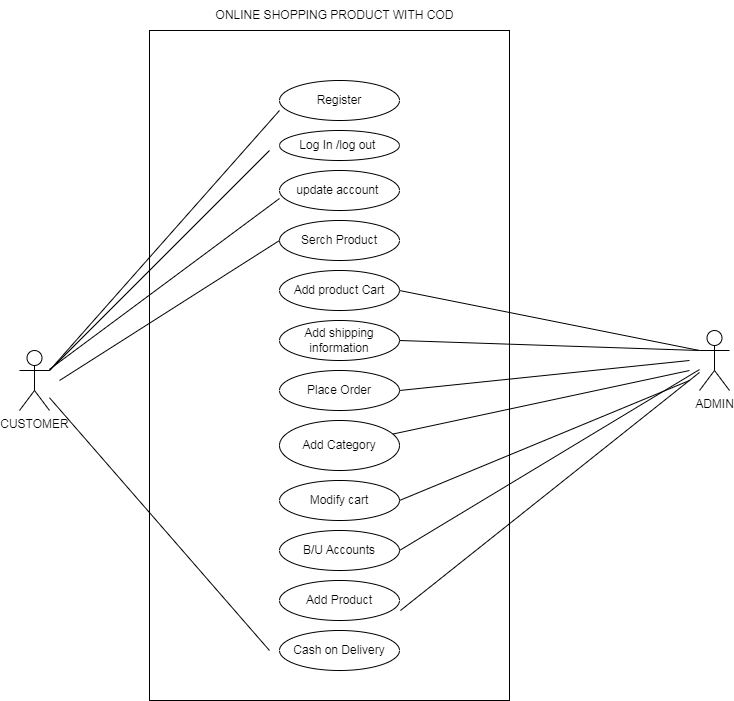 ONLINE SHOPPING PRODUCT WITH COD
Register
Log In /log out
update account
Serch Product
Add product Cart
Add shipping
information
Place Order
Add Category
Modify cart
B/U Accounts
Add Product
Cash on Delivery
CUSTOMER
ADMIN